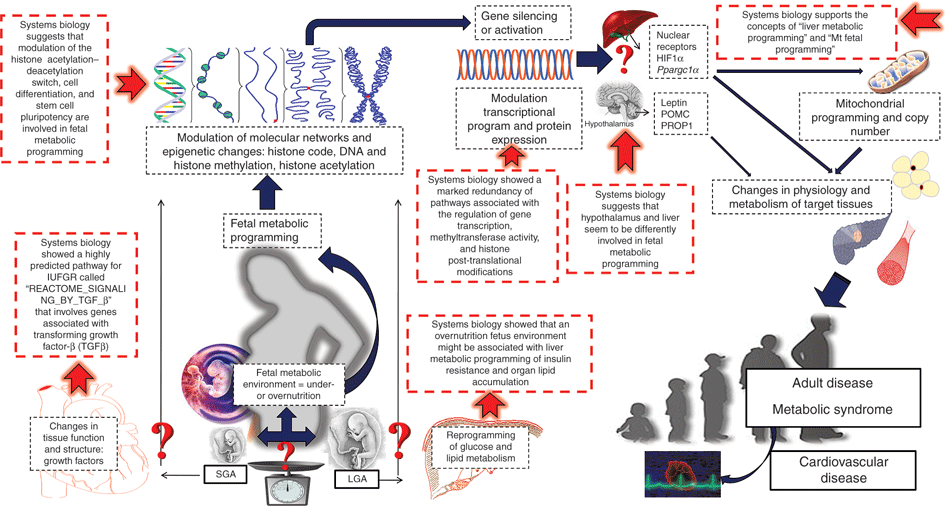 Systems biology
suggests that
modulation of the
histone acetylation–
deacetylation
switch, cell
differentiation, and
stem cell
pluripotency are
involved in fetal
metabolic
programming
Modulation of molecular networks and
epigenetic changes: histone code, DNA and
histone methylation, histone acetylation
Gene silencing
or activation
Modulation
transcriptional
program and protein
expression
?
Nuclear
receptors
HIF1α
Ppargc1α
Hypothalamus
Leptin
POMC
PROP1
Systems biology supports the
concepts of “liver metabolic
programming” and “Mt fetal
programming”
Mitochondrial
programming and copy
number
Changes in physiology and
metabolism of target tissues
Systems biology showed a
marked redundancy of
pathways associated with
the regulation of gene
transcription,
methyltransferase activity,
and histone
post-translational
modifications
Systems biology
suggests that
hypothalamus and liver
seem to be differently
involved in fetal
metabolic
programming
Fetal metabolic
programming
Systems biology
showed a highly
predicted pathway for
IUFGR called
“REACTOME_SIGNALI
NG_BY_TGF_β”
that involves genes
associated with
transforming growth
factor-β (TGFβ)
Changes in
tissue function
and structure:
growth factors
Fetal metabolic
environment = under-
or overnutrition
?
?
?
SGA
LGA
Systems biology showed that an
overnutrition fetus environment
might be associated with liver
metabolic programming of insulin
resistance and organ lipid
accumulation
Reprogramming
of glucose and
lipid metabolism
Adult disease
Metabolic syndrome
Cardiovascular
disease